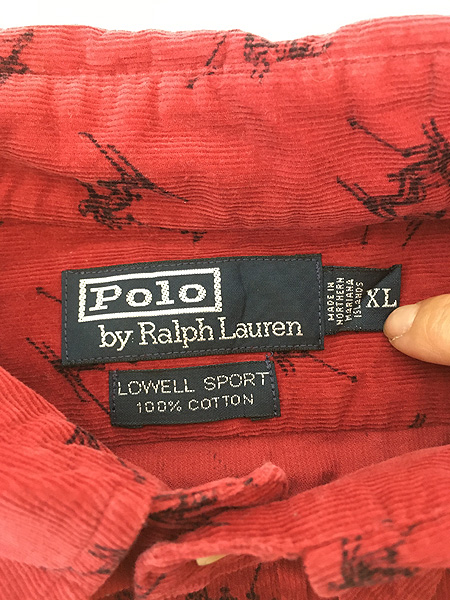 Polo
by Ralph Lauren
MADE IN
NORTHERN
MARIANA
ISLANDS
XL
LOWELL SPORT
100% COTTON